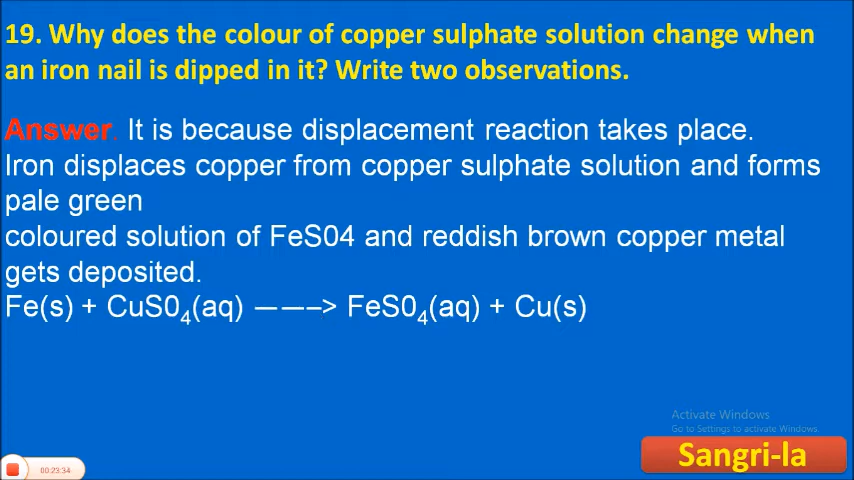 19. Why does the colour of copper sulphate solution change when
an iron nail is dipped in it? Write two observations.
Answer. It is because displacement reaction takes place.
Iron displaces copper from copper sulphate solution and forms
pale green
coloured solution of FeS04 and reddish brown copper metal
gets deposited.
Fe(s) + CuS0₄(aq) ———> FeS0₄(aq) + Cu(s)
Activate Windows
Go to Settings to activate Windows.
Sangri-la
00:23:34